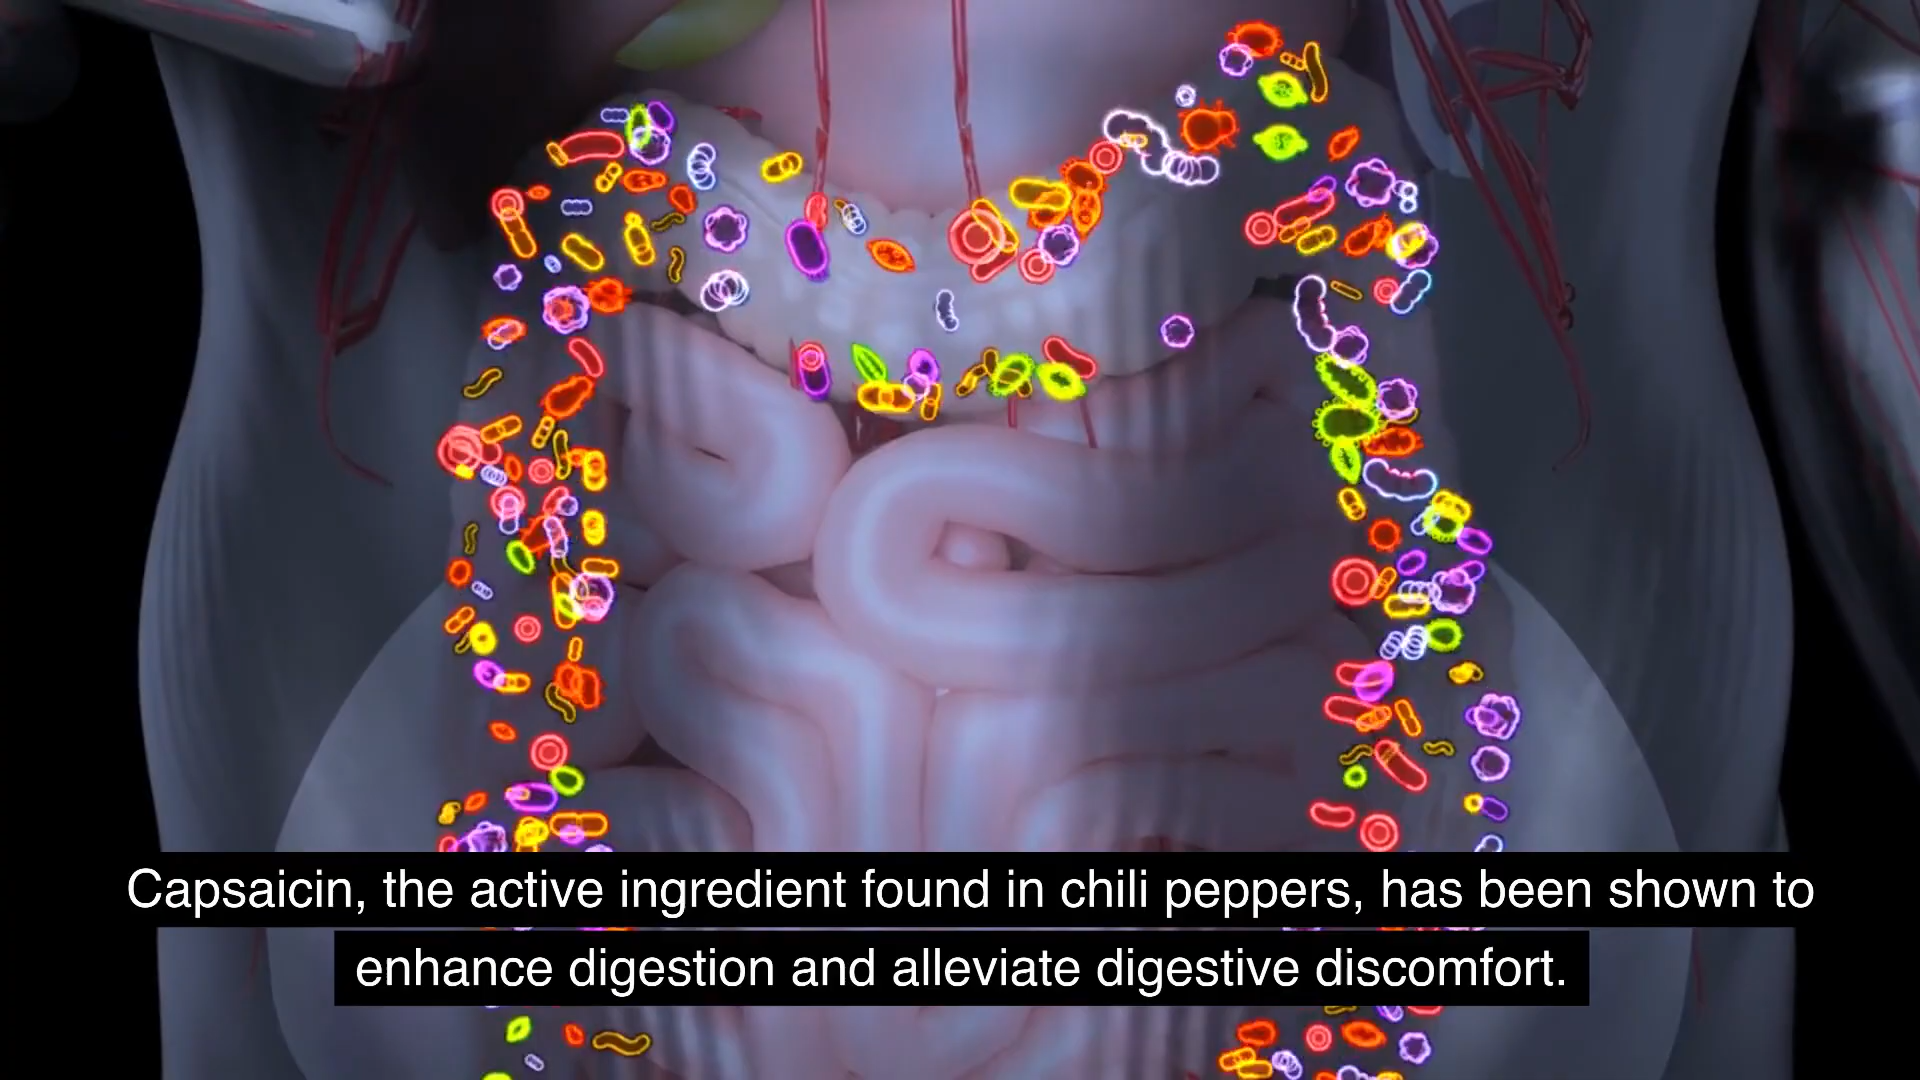 Capsaicin, the active ingredient found in chili peppers, has been shown to
enhance digestion and alleviate digestive discomfort.